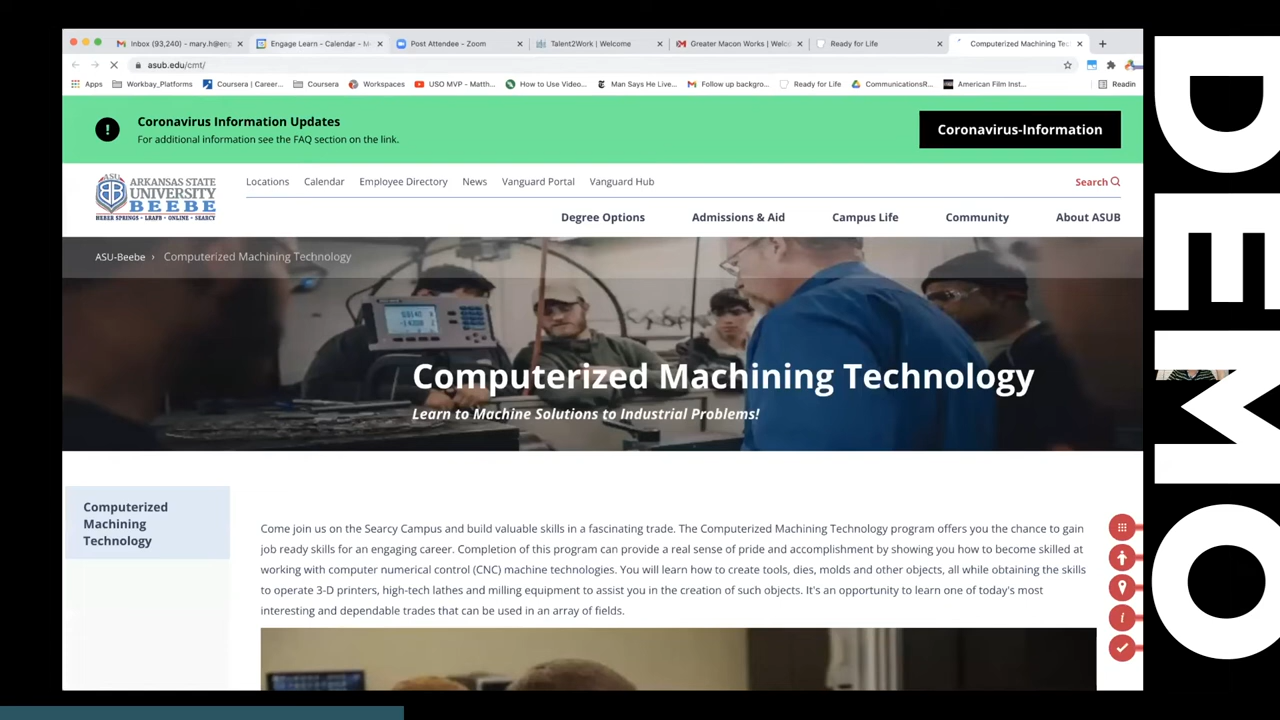 Inbox (93,240) - mary.h@en
Engage Learn - Calendar - M
Post Attendee - Zoom
Talent2Work | Welcome
Greater Macon Works | Welc
Ready for Life
Computerized Machining Tec
asub.edu/cmt/
Apps
Workbay_Platforms
Coursera | Career...
Coursera
Workspaces
USO MVP - Matth...
How to Use Video...
Man Says He Live...
Follow up backgro...
Ready for Life
CommunicationsR...
American Film Inst...
Readin
Coronavirus Information Updates
For additional information see the FAQ section on the link.
Coronavirus-Information
ASU
ARKANSAS STATE
UNIVERSITY
BEEBE
HEBER SPRINGS • LRAFB • ONLINE • SEARCY
Locations
Calendar
Employee Directory
News
Vanguard Portal
Vanguard Hub
Search
Degree Options
Admissions & Aid
Campus Life
Community
About ASUB
ASU-Beebe › Computerized Machining Technology
Computerized Machining Technology
Learn to Machine Solutions to Industrial Problems!
Computerized
Machining
Technology
Come join us on the Searcy Campus and build valuable skills in a fascinating trade. The Computerized Machining Technology program offers you the chance to gain
job ready skills for an engaging career. Completion of this program can provide a real sense of pride and accomplishment by showing you how to become skilled at
working with computer numerical control (CNC) machine technologies. You will learn how to create tools, dies, molds and other objects, all while obtaining the skills
to operate 3-D printers, high-tech lathes and milling equipment to assist you in the creation of such objects. It's an opportunity to learn one of today's most
interesting and dependable trades that can be used in an array of fields.
DEMO